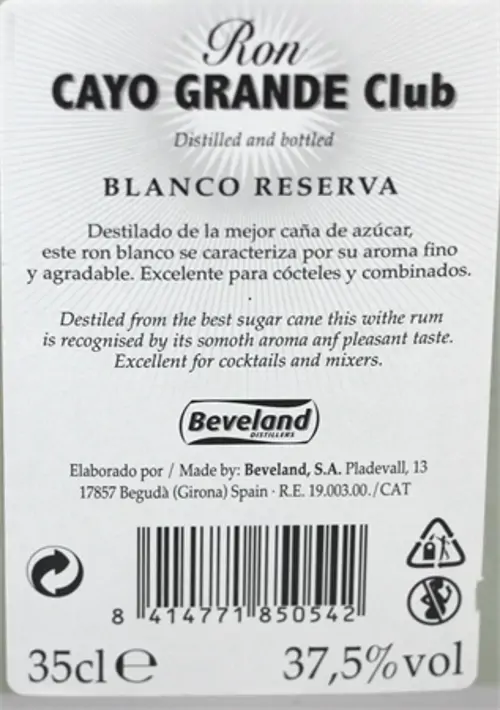 Ron
CAYO GRANDE Club
Distilled and bottled
BLANCO RESERVA
Destilado de la mejor caña de azúcar,
este ron blanco se caracteriza por su aroma fino
y agradable. Excelente para cócteles y combinados.
Destiled from the best sugar cane this withe rum
is recognised by its somoth aroma anf pleasant taste.
Excellent for cocktails and mixers.
Beveland
DISTILLERS
Elaborado por / Made by: Beveland, S.A. Pladevall, 13
17857 Begudà (Girona) Spain · R.E. 19.003.00./CAT
8 414771 850542
35cl e 37,5% vol